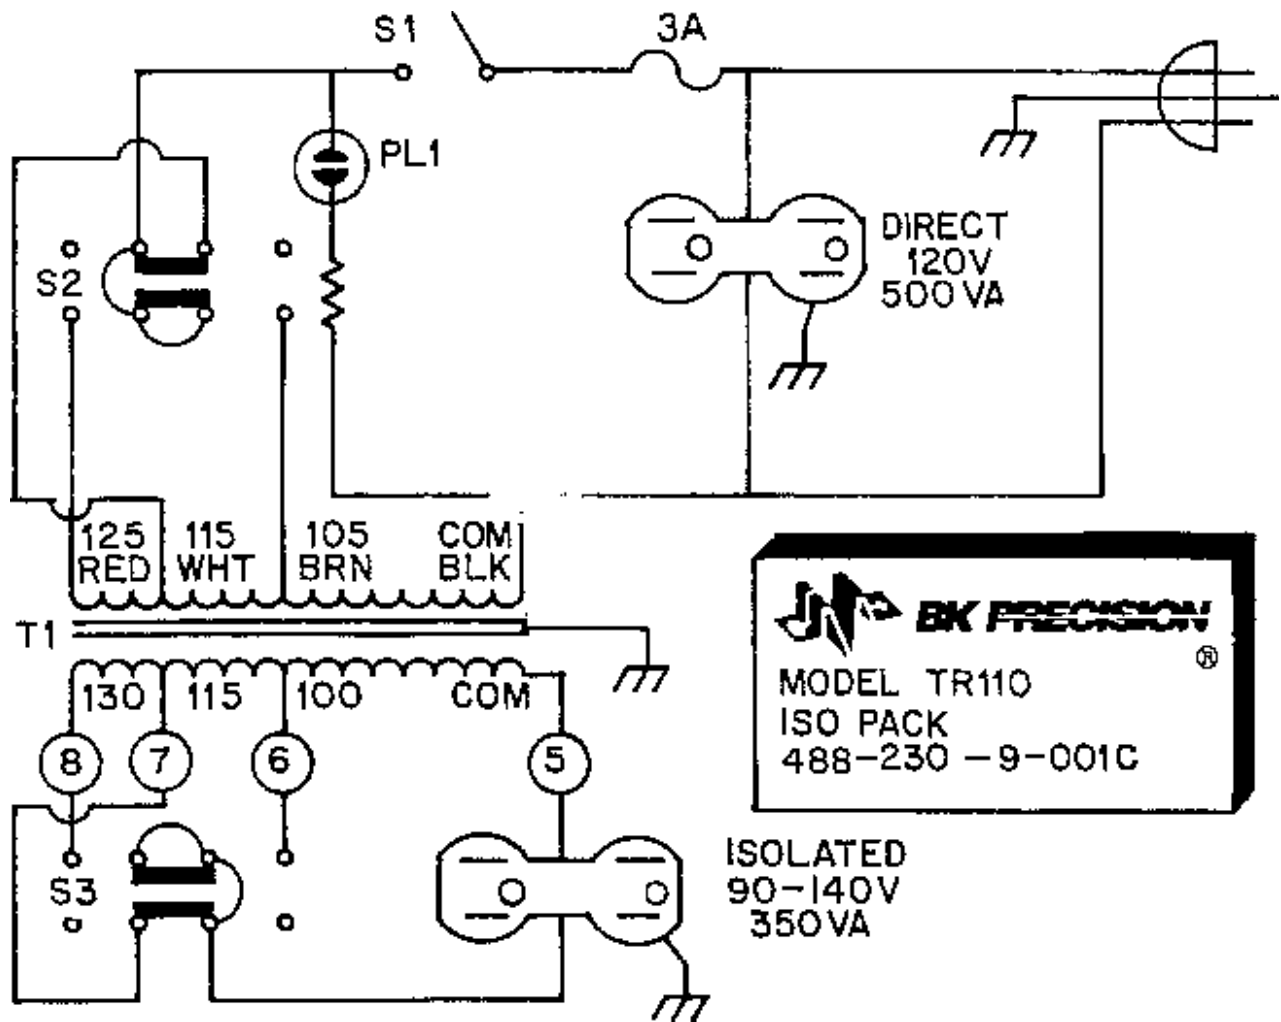 S1
3A
PL1
DIRECT
120V
500VA
S2
125 115 105 COM
RED WHT BRN BLK
T1
130 115 100 COM
8 7 6 5
S3
BK PRECISION
®
MODEL TR110
ISO PACK
488-230-9-001C
ISOLATED
90-140V
350VA